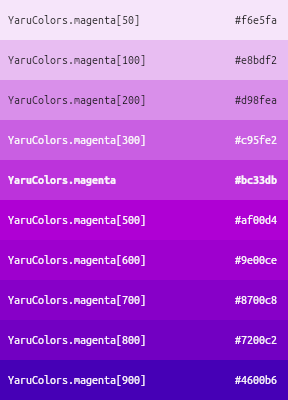 YaruColors.magenta[50] #f6e5fa
YaruColors.magenta[100] #e8bdf2
YaruColors.magenta[200] #d98fea
YaruColors.magenta[300] #c95fe2
YaruColors.magenta #bc33db
YaruColors.magenta[500] #af00d4
YaruColors.magenta[600] #9e00ce
YaruColors.magenta[700] #8700c8
YaruColors.magenta[800] #7200c2
YaruColors.magenta[900] #4600b6